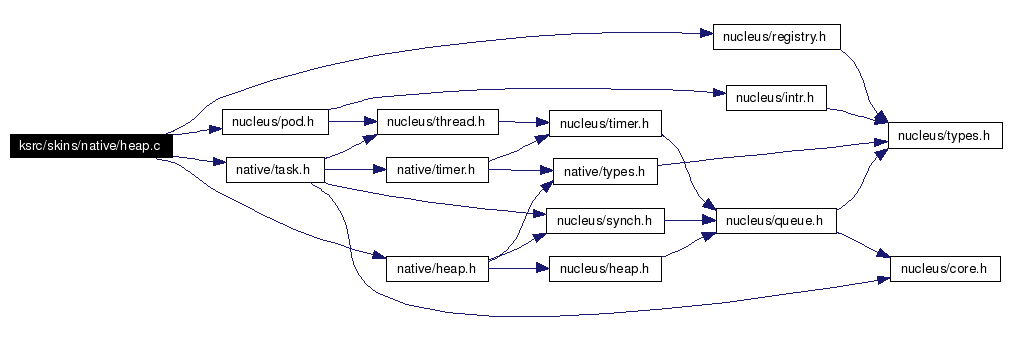 nucleus/registry.h
nucleus/intr.h
nucleus/pod.h
nucleus/thread.h
nucleus/timer.h
nucleus/types.h
ksrc/skins/native/heap.c
native/task.h
native/timer.h
native/types.h
nucleus/synch.h
nucleus/queue.h
native/heap.h
nucleus/heap.h
nucleus/core.h